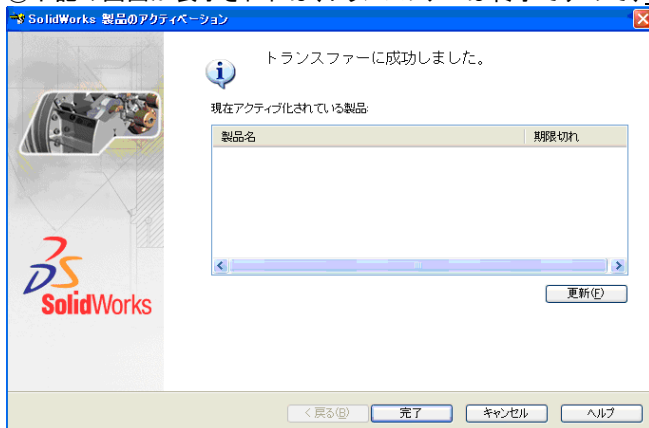 SolidWorks 製品のアクティベーション
トランスファーに成功しました。
現在アクティブ化されている製品:
製品名 期限切れ
更新(F)
SolidWorks
< 戻る(B) 完了 キャンセル ヘルプ